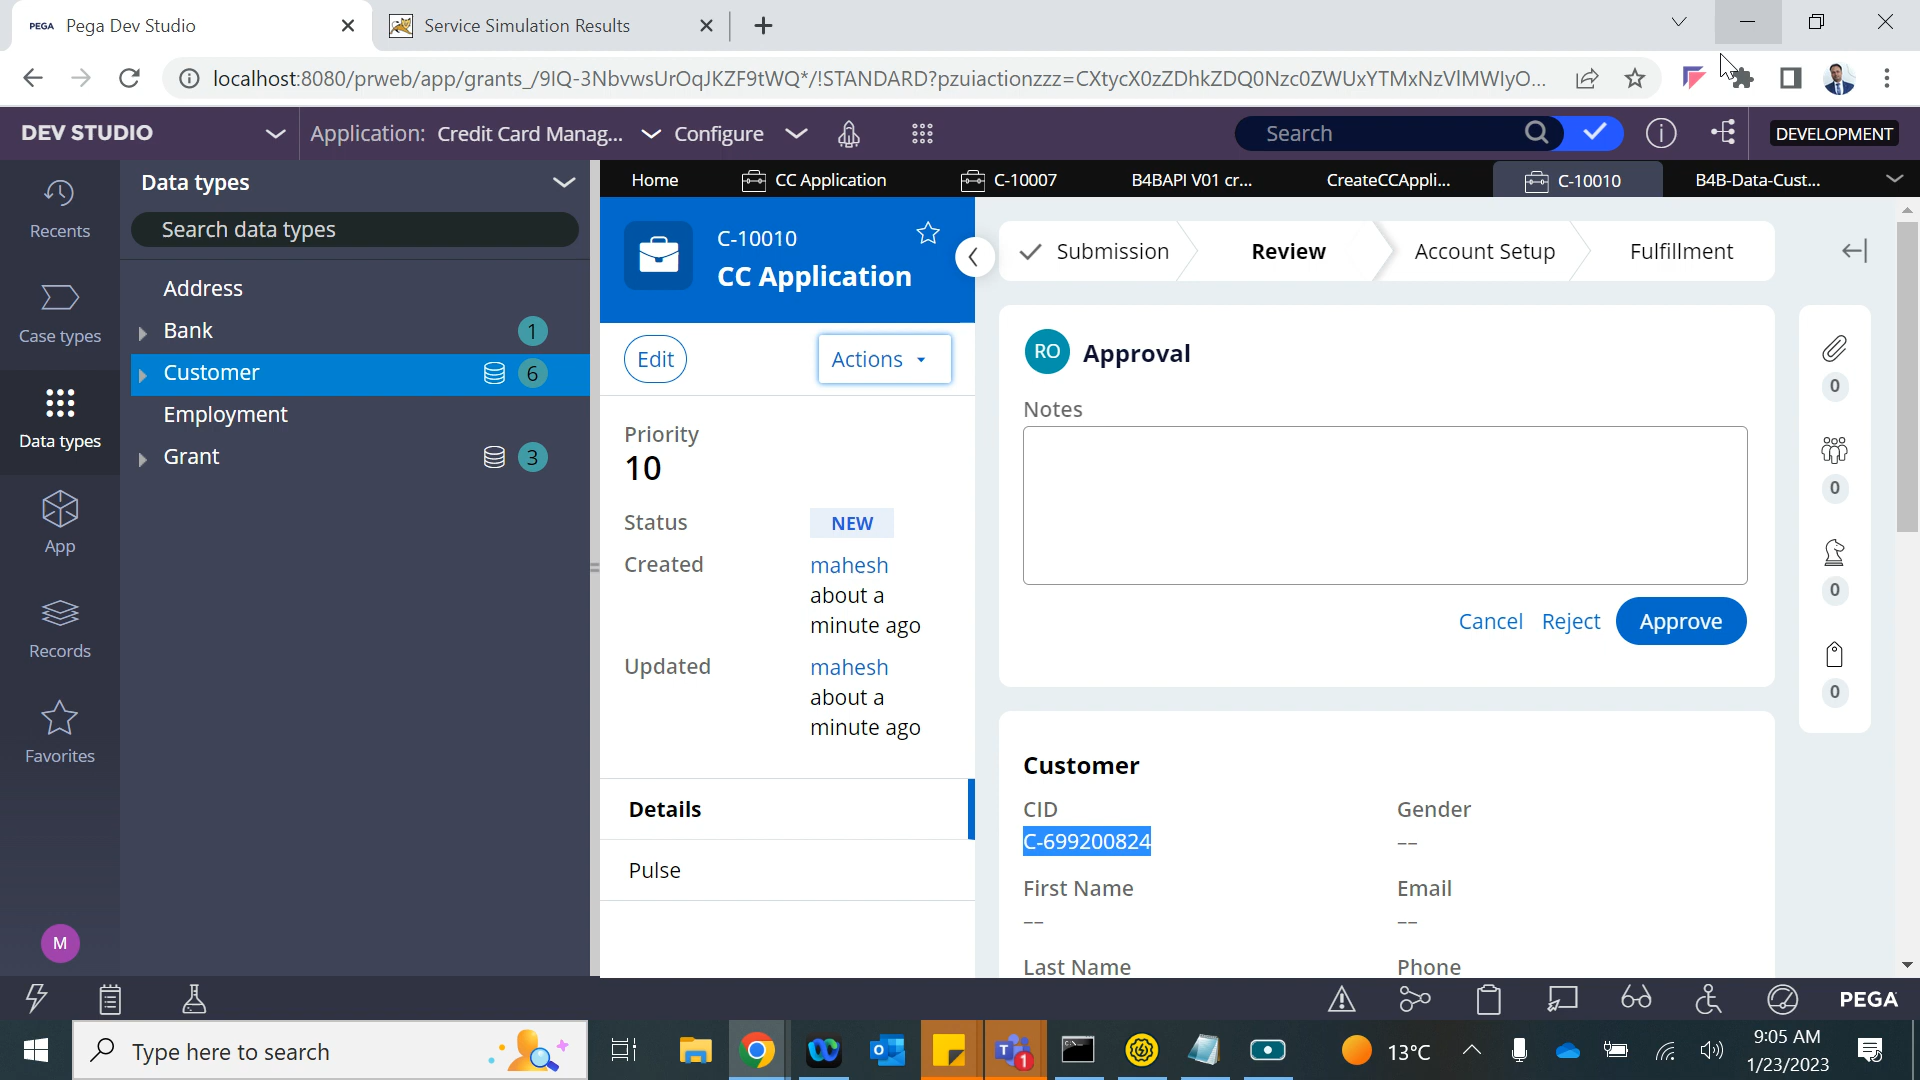 PEGA Pega Dev Studio
Service Simulation Results
localhost:8080/prweb/app/grants_/9IQ-3NbvwsUrOqJKZF9tWQ*/!STANDARD?pzuiactionzzz=CXtycX0zZDhkZDQ0Nzc0ZWUxYTMxNzVlMWIyO...
DEV STUDIO
Application: Credit Card Manag...
Configure
Search
DEVELOPMENT
Recents
Case types
Data types
App
Records
Favorites
M
Data types
Search data types
Address
Bank 1
Customer 6
Employment
Grant 3
Home
CC Application
C-10007
B4BAPI V01 cr...
CreateCCAppli...
C-10010
B4B-Data-Cust...
C-10010
CC Application
Edit
Actions
Priority
10
Status NEW
Created mahesh
about a
minute ago
Updated mahesh
about a
minute ago
Details
Pulse
Submission
Review
Account Setup
Fulfillment
RO Approval
Notes
Cancel Reject Approve
0
0
0
0
Customer
CID
C-699200824
Gender
--
First Name
--
Email
--
Last Name
Phone
PEGA
Type here to search
1
13°C
9:05 AM
1/23/2023